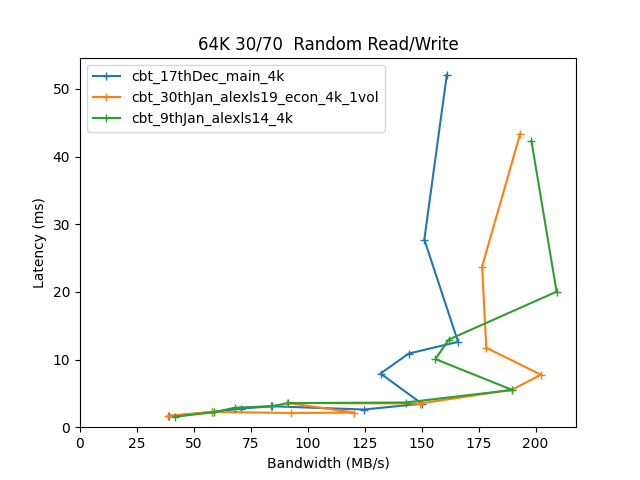 64K 30/70  Random Read/Write
cbt_17thDec_main_4k
cbt_30thJan_alexls19_econ_4k_1vol
cbt_9thJan_alexls14_4k
Latency (ms)
50
40
30
20
10
0
0 25 50 75 100 125 150 175 200
Bandwidth (MB/s)